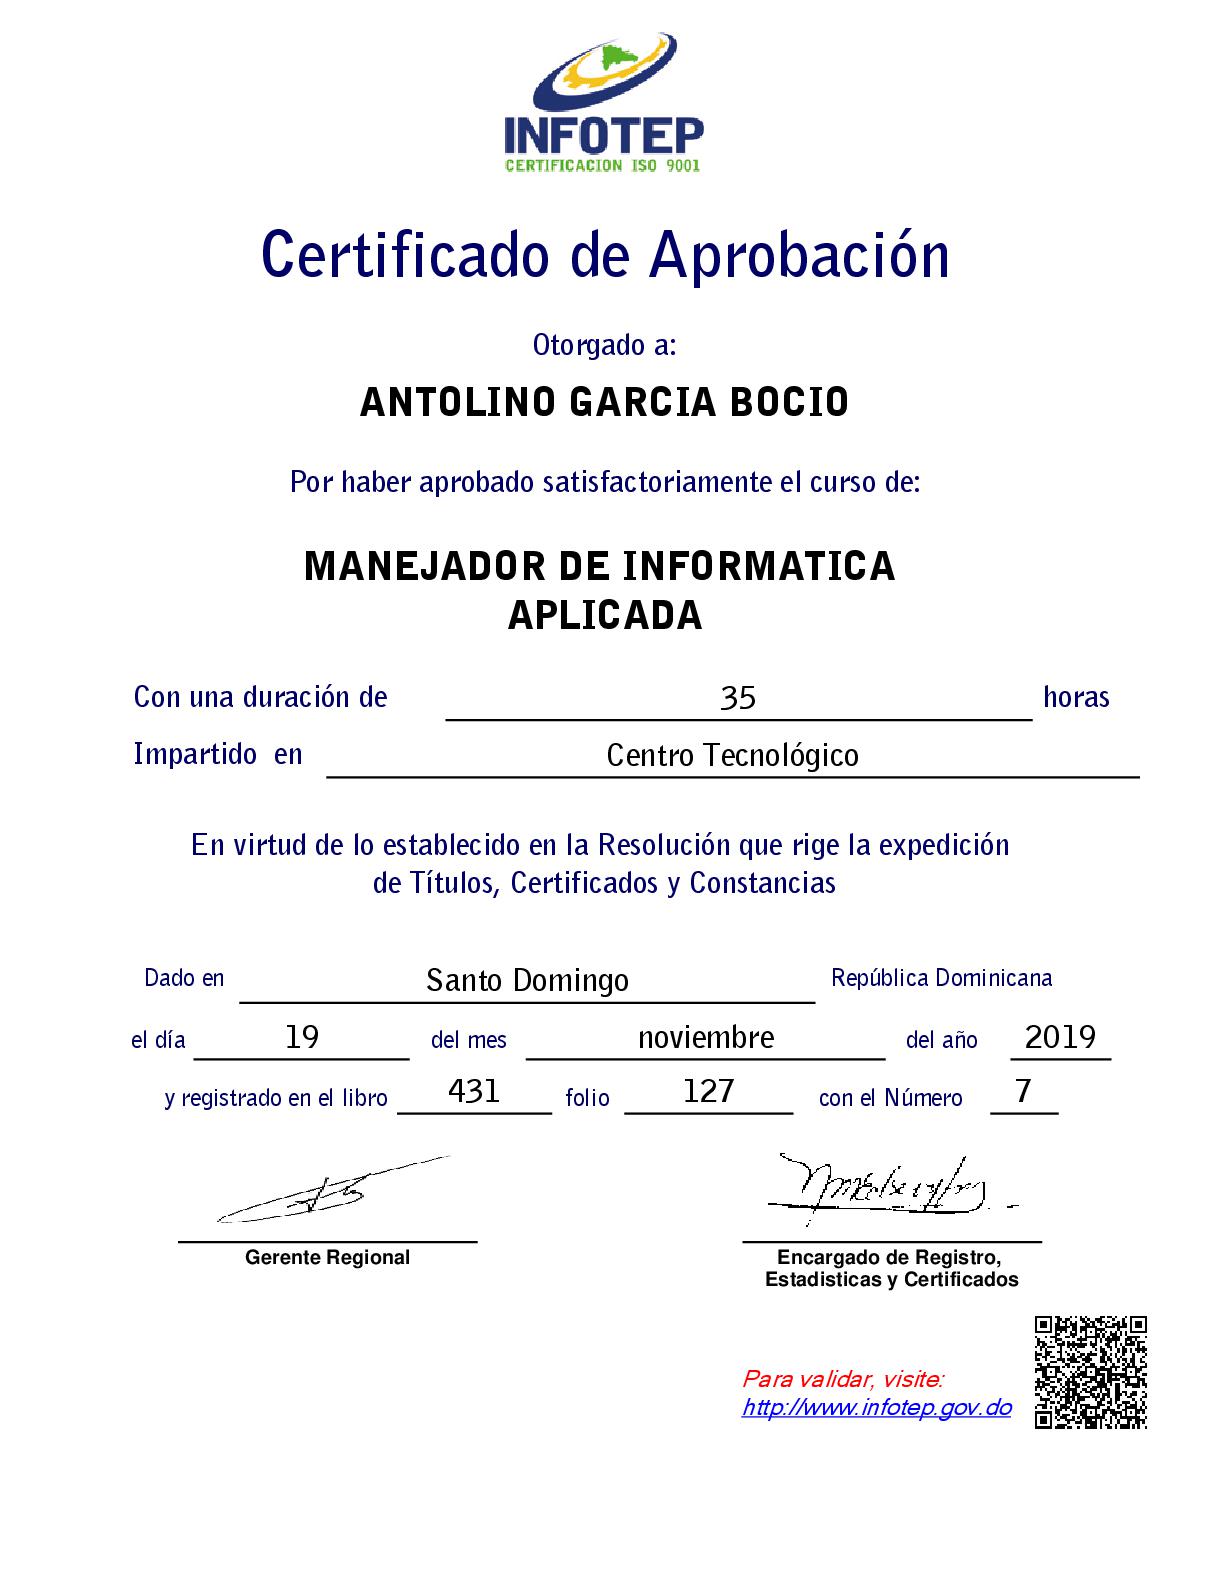 INFOTEP
CERTIFICACION ISO 9001
Certificado de Aprobación
Otorgado a:
ANTOLINO GARCIA BOCIO
Por haber aprobado satisfactoriamente el curso de:
MANEJADOR DE INFORMATICA
APLICADA
Con una duración de 35 horas
Impartido en Centro Tecnológico
En virtud de lo establecido en la Resolución que rige la expedición
de Títulos, Certificados y Constancias
Dado en Santo Domingo República Dominicana
el día 19 del mes noviembre del año 2019
y registrado en el libro 431 folio 127 con el Número 7
Gerente Regional
Encargado de Registro,
Estadisticas y Certificados
Para validar, visite:
http://www.infotep.gov.do